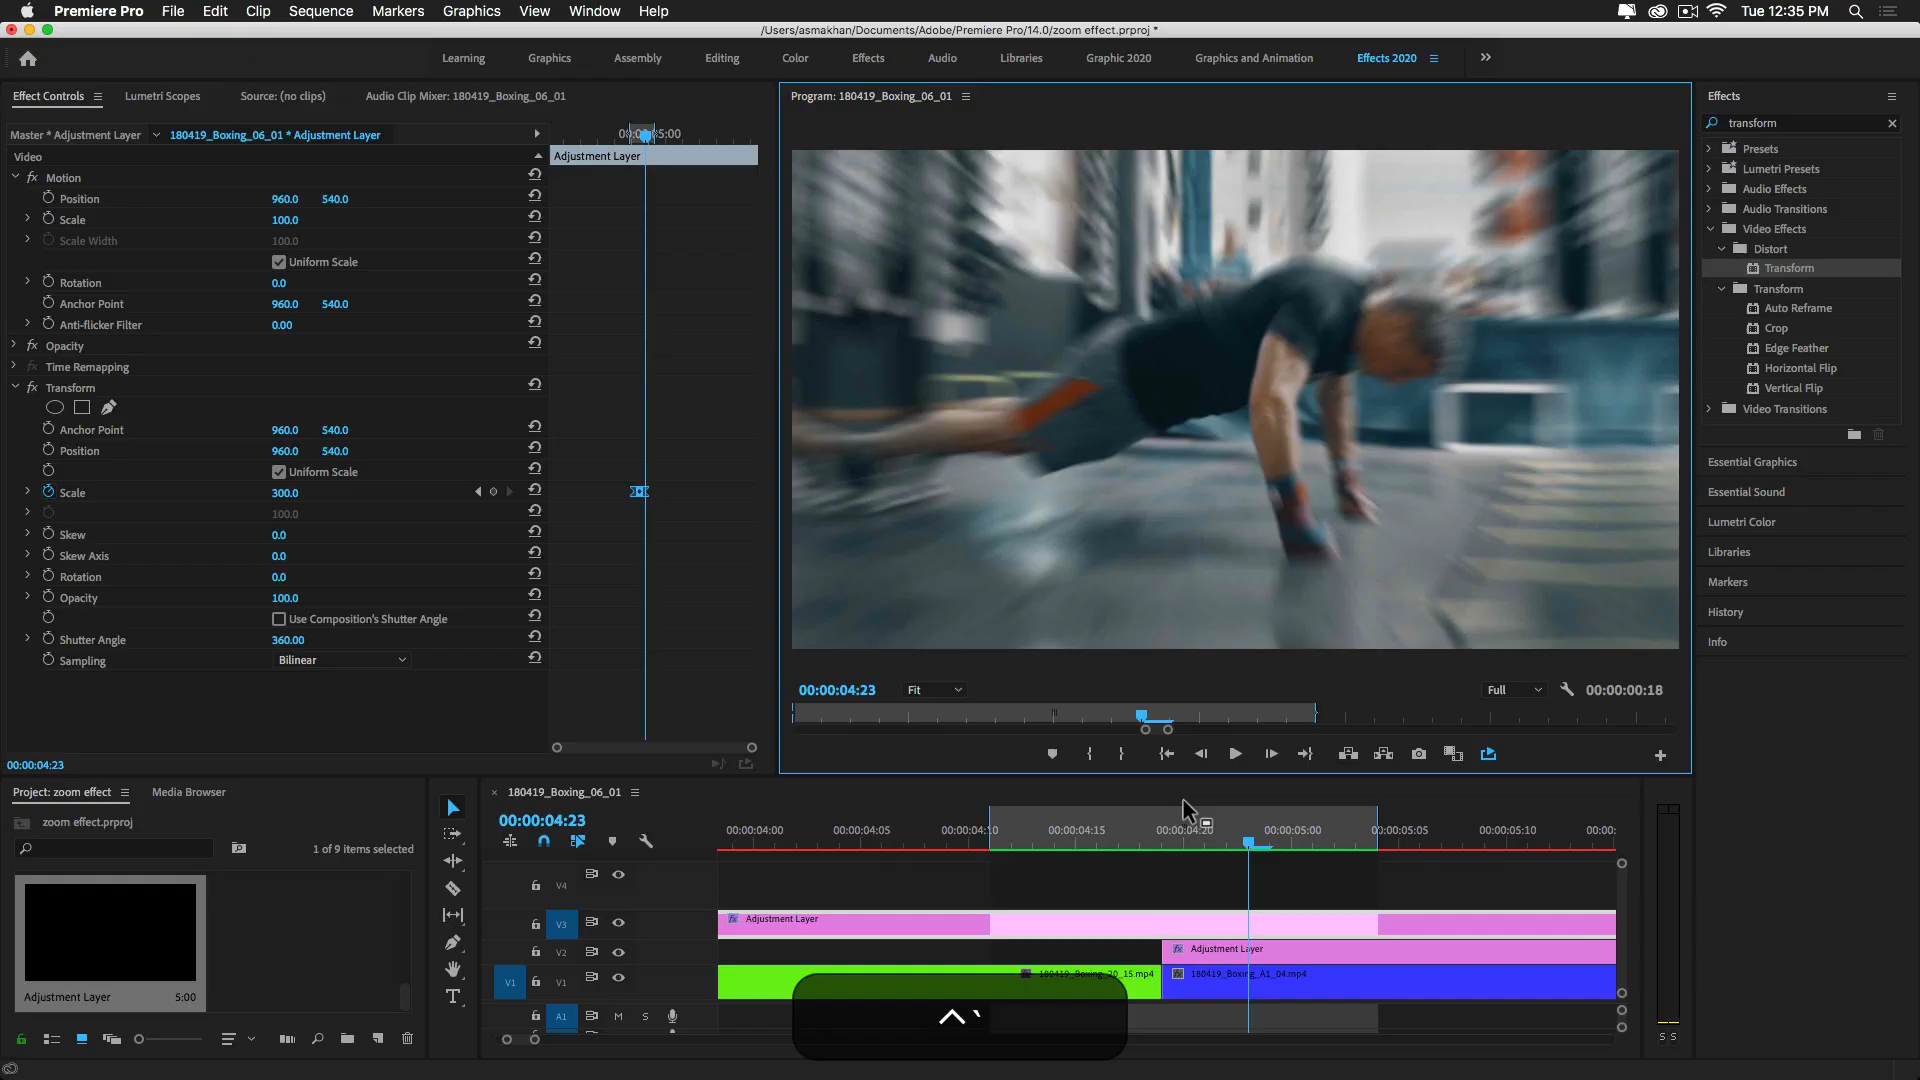 Premiere Pro File Edit Clip Sequence Markers Graphics View Window Help Tue 12:35 PM
/Users/asmakhan/Documents/Adobe/Premiere Pro/14.0/zoom effect.prproj *
Learning Graphics Assembly Editing Color Effects Audio Libraries Graphic 2020 Graphics and Animation Effects 2020
Effect Controls Lumetri Scopes Source: (no clips) Audio Clip Mixer: 180419_Boxing_06_01
Master * Adjustment Layer 180419_Boxing_06_01 * Adjustment Layer
Video
Adjustment Layer
Motion
Position 960.0 540.0
Scale 100.0
Scale Width 100.0
Uniform Scale
Rotation 0.0
Anchor Point 960.0 540.0
Anti-flicker Filter 0.00
Opacity
Time Remapping
Transform
Anchor Point 960.0 540.0
Position 960.0 540.0
Uniform Scale
Scale 300.0
100.0
Skew 0.0
Skew Axis 0.0
Rotation 0.0
Opacity 100.0
Use Composition's Shutter Angle
Shutter Angle 360.00
Sampling Bilinear
00:00:04:23
Program: 180419_Boxing_06_01
00:00:04:23 Fit Full 00:00:00:18
Effects
transform
Presets
Lumetri Presets
Audio Effects
Audio Transitions
Video Effects
Distort
Transform
Transform
Auto Reframe
Crop
Edge Feather
Horizontal Flip
Vertical Flip
Video Transitions
Essential Graphics
Essential Sound
Lumetri Color
Libraries
Markers
History
Info
Project: zoom effect Media Browser
zoom effect.prproj
1 of 9 items selected
Adjustment Layer 5:00
180419_Boxing_06_01
00:00:04:23
00:00:04:00 00:00:04:05 00:00:04:10 00:00:04:15 00:00:04:20 00:00:05:00 00:00:05:05 00:00:05:10 00:00:
V4
V3 Adjustment Layer
V2 Adjustment Layer
V1 V1 180419_Boxing_20_15.mp4 180419_Boxing_A1_04.mp4
A1 M S
S S
^ `